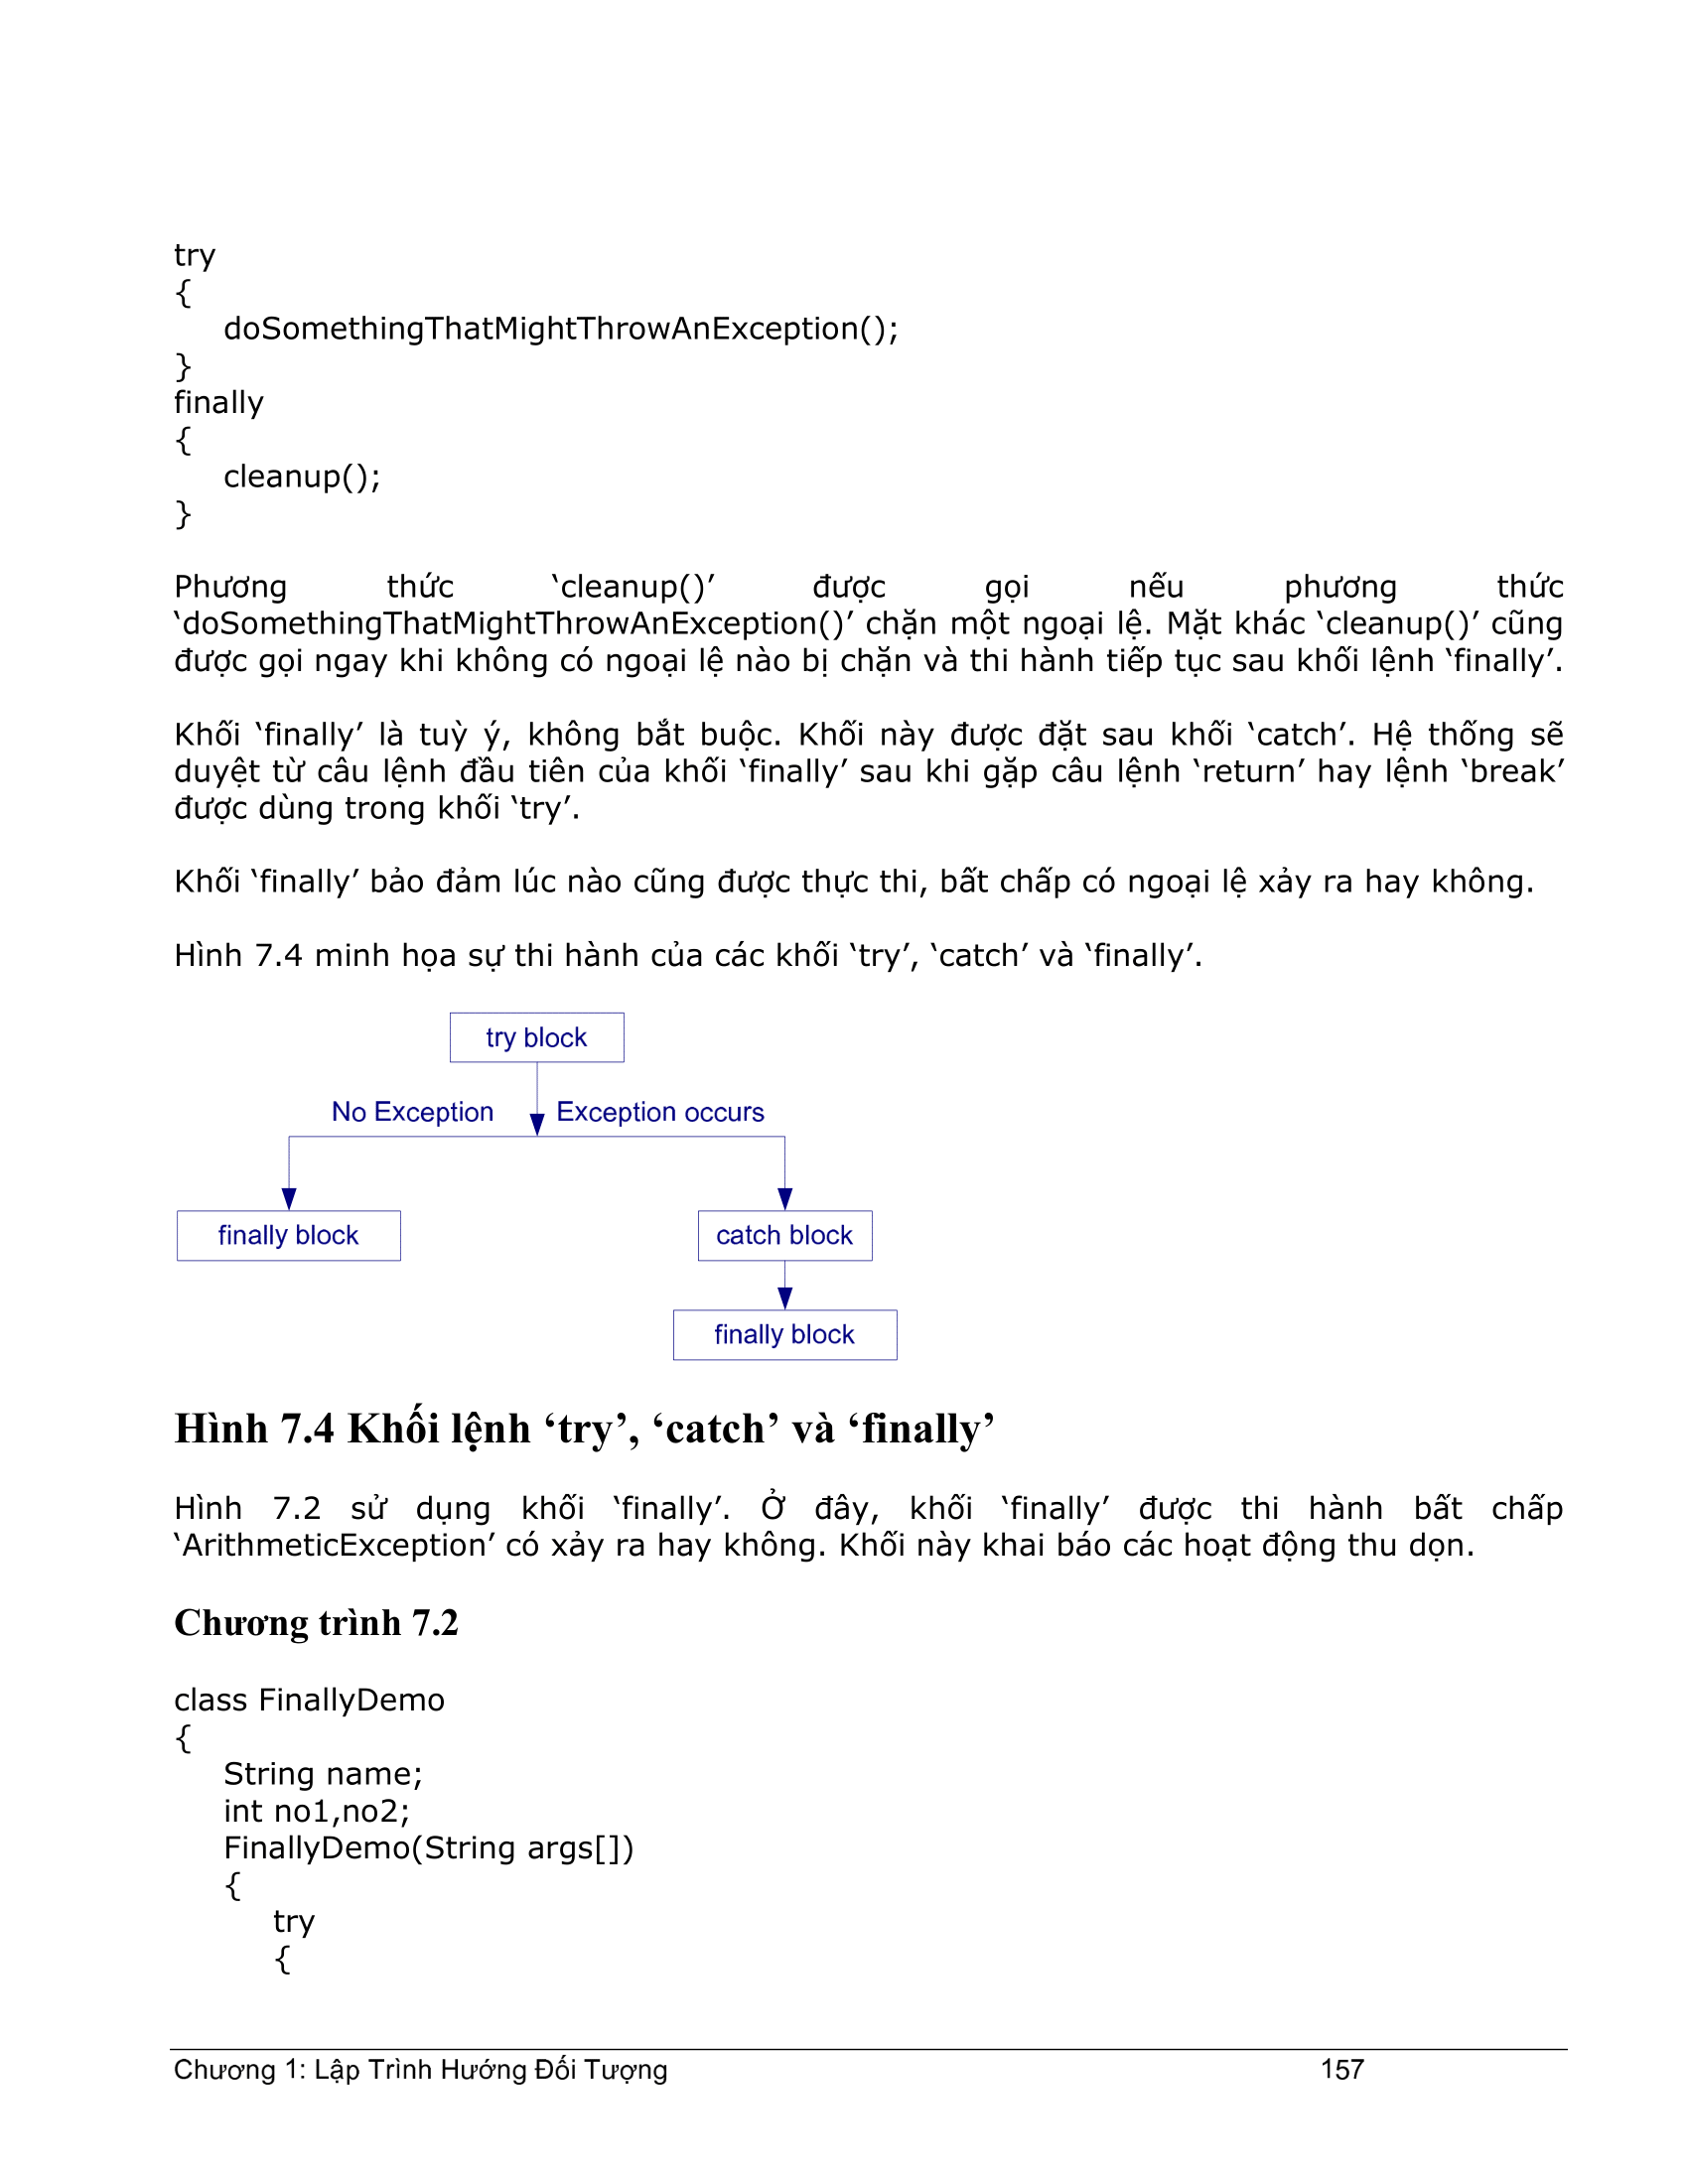 try
{
doSomethingThatMightThrowAnException();
}
finally
{
cleanup();
}
Phương thức ‘cleanup()’ được gọi nếu phương thức
‘doSomethingThatMightThrowAnException()’ chặn một ngoại lệ. Mặt khác ‘cleanup()’ cũng
được gọi ngay khi không có ngoại lệ nào bị chặn và thi hành tiếp tục sau khối lệnh ‘finally’.
Khối ‘finally’ là tuỳ ý, không bắt buộc. Khối này được đặt sau khối ‘catch’. Hệ thống sẽ
duyệt từ câu lệnh đầu tiên của khối ‘finally’ sau khi gặp câu lệnh ‘return’ hay lệnh ‘break’
được dùng trong khối ‘try’.
Khối ‘finally’ bảo đảm lúc nào cũng được thực thi, bất chấp có ngoại lệ xảy ra hay không.
Hình 7.4 minh họa sự thi hành của các khối ‘try’, ‘catch’ và ‘finally’.
try block
No Exception Exception occurs
finally block catch block
finally block
Hình 7.4 Khối lệnh ‘try’, ‘catch’ và ‘finally’
Hình 7.2 sử dụng khối ‘finally’. Ở đây, khối ‘finally’ được thi hành bất chấp
‘ArithmeticException’ có xảy ra hay không. Khối này khai báo các hoạt động thu dọn.
Chương trình 7.2
class FinallyDemo
{
String name;
int no1,no2;
FinallyDemo(String args[])
{
try
{
Chương 1: Lập Trình Hướng Đối Tượng 157